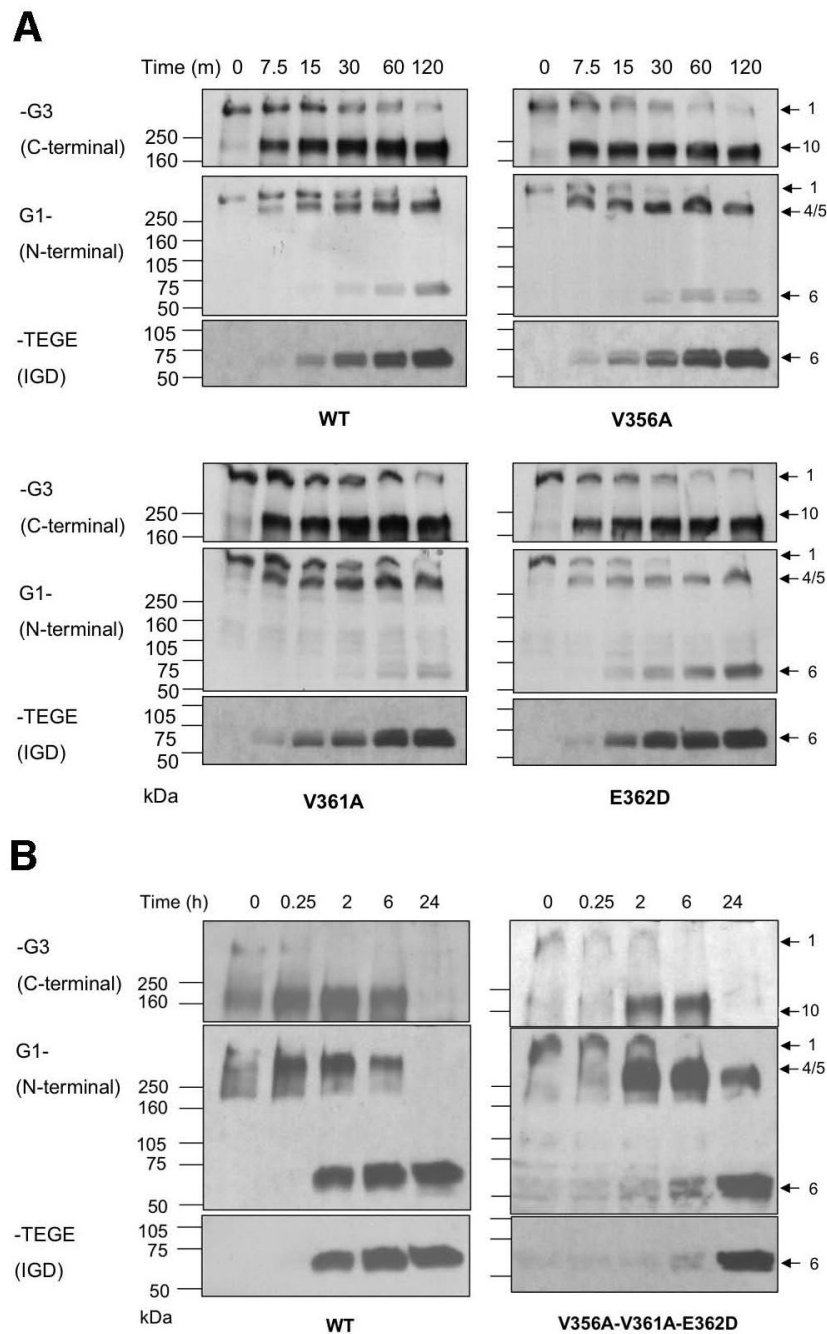 A
Time (m) 0 7.5 15 30 60 120
0 7.5 15 30 60 120
-G3
(C-terminal)
250
160
1
10
G1-
(N-terminal)
250
160
105
75
50
1
4/5
6
-TEGE
(IGD)
105
75
50
6
WT
V356A
-G3
(C-terminal)
250
160
1
10
G1-
(N-terminal)
250
160
105
75
50
1
4/5
6
-TEGE
(IGD)
105
75
50
6
kDa
V361A
E362D
B
Time (h) 0 0.25 2 6 24
0 0.25 2 6 24
-G3
(C-terminal)
250
160
1
10
G1-
(N-terminal)
250
160
105
75
50
1
4/5
6
-TEGE
(IGD)
105
75
50
6
kDa
WT
V356A-V361A-E362D